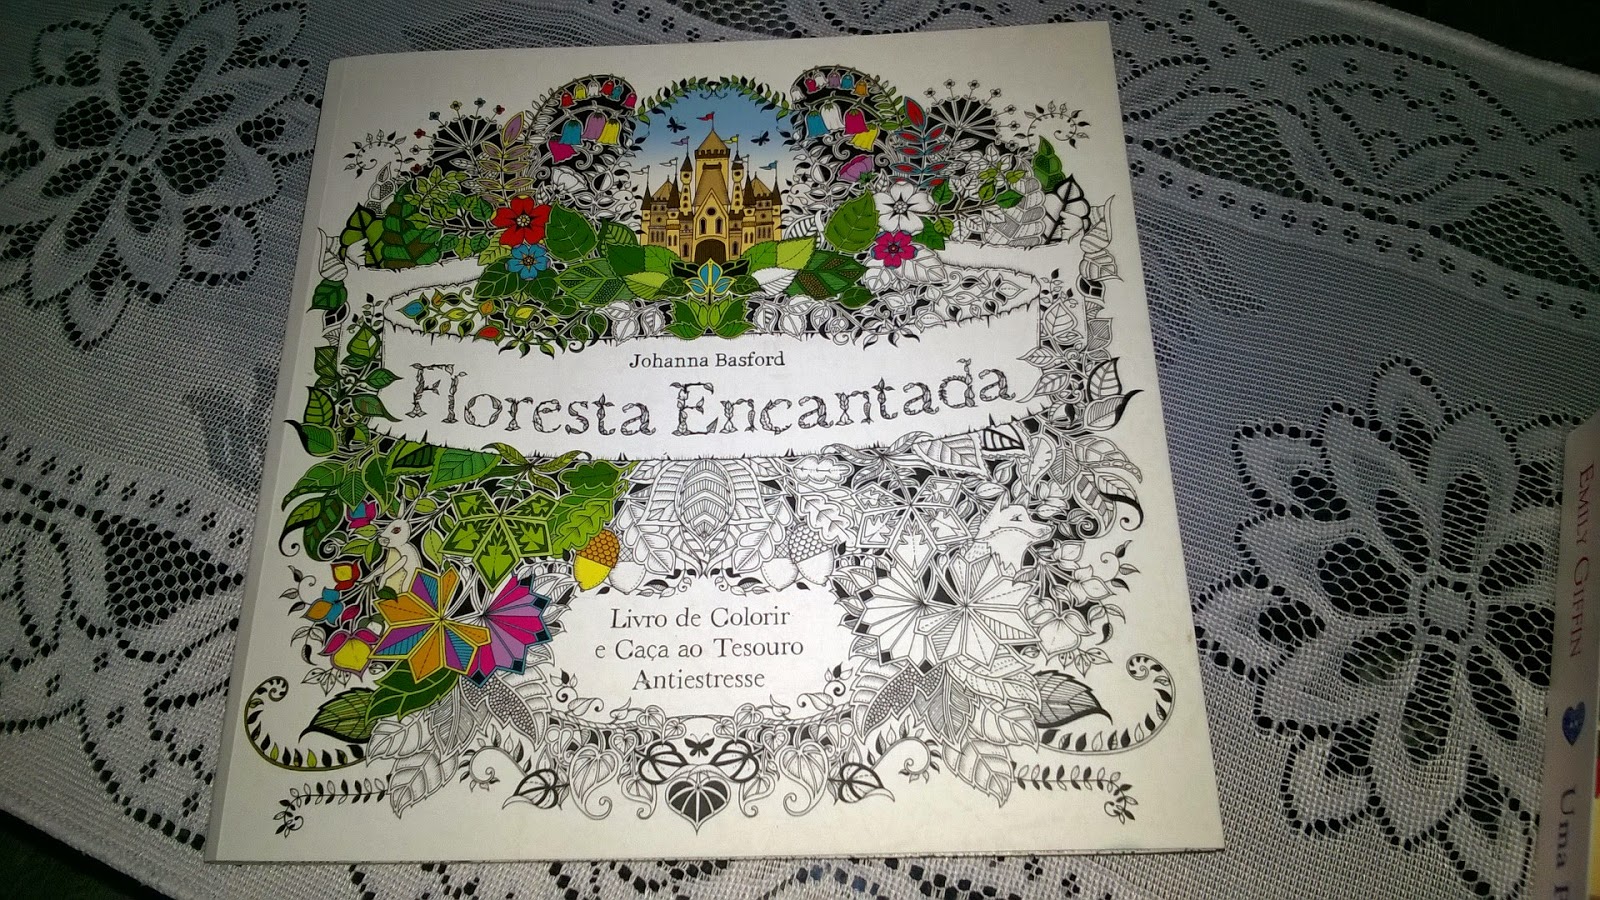 Johanna Basford
Floresta Encantada
Livro de Colorir
e Caça ao Tesouro
Antiestresse
Emily Giffin
Uma